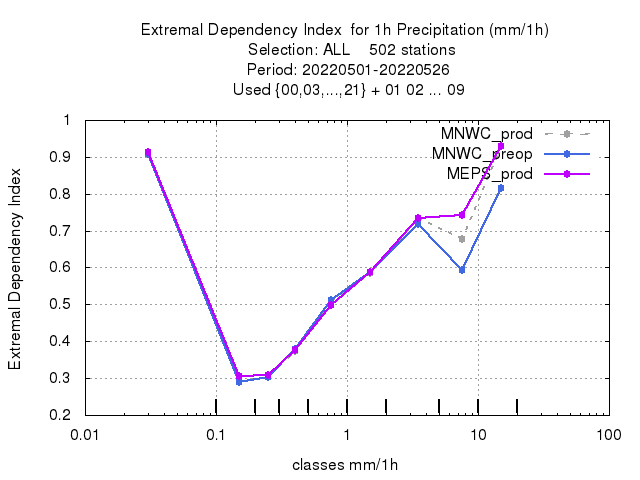 Extremal Dependency Index  for 1h Precipitation (mm/1h)
Selection: ALL    502 stations
Period: 20220501-20220526
Used {00,03,...,21} + 01 02 ... 09
MNWC_prod
MNWC_preop
MEPS_prod
Extremal Dependency Index
1
0.9
0.8
0.7
0.6
0.5
0.4
0.3
0.2
0.01 0.1 1 10 100
classes mm/1h